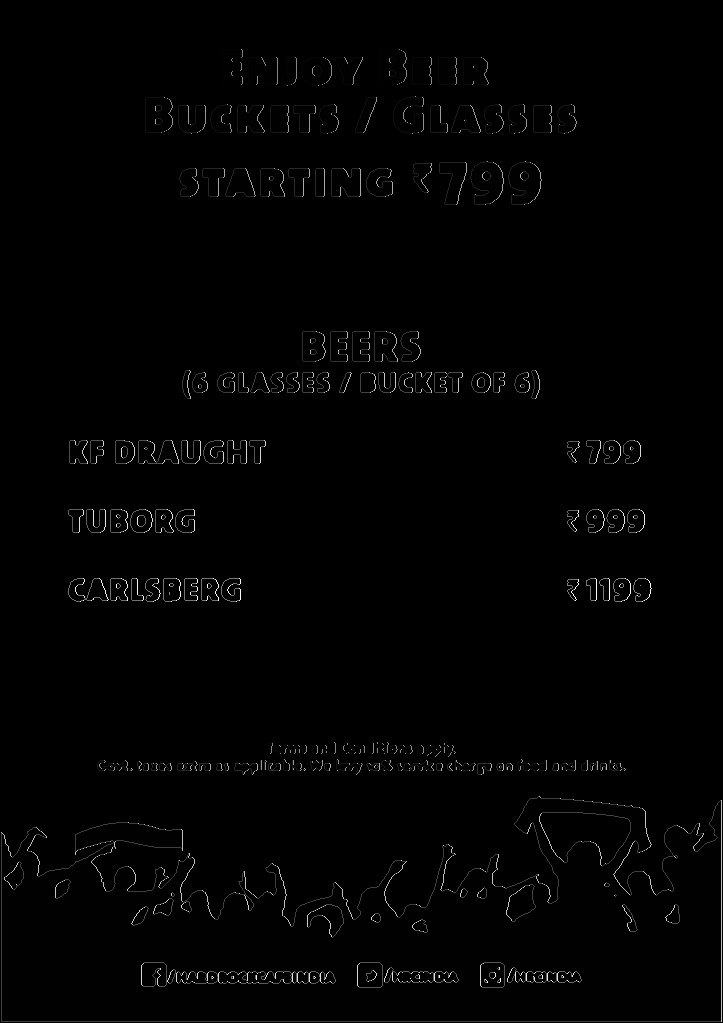 Enjoy Beer
Buckets / Glasses
starting ₹799
BEERS
(6 GLASSES / BUCKET OF 6)
KF DRAUGHT ₹799
TUBORG ₹999
CARLSBERG ₹1199
Terms and Conditions apply.
Govt. taxes extra as applicable. We levy service charge on food and drinks.
/HARDROCKCAFEINDIA /HRCINDIA /HRCINDIA